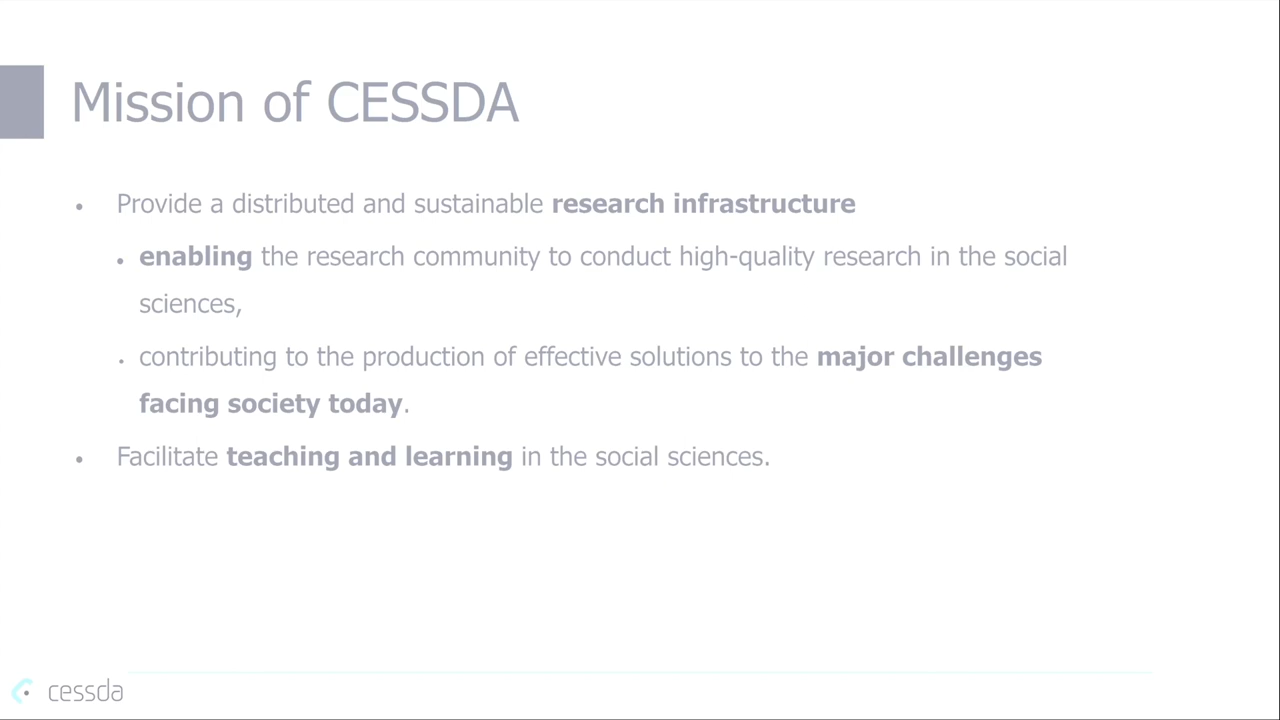 Mission of CESSDA
• Provide a distributed and sustainable research infrastructure
• enabling the research community to conduct high-quality research in the social
sciences,
• contributing to the production of effective solutions to the major challenges
facing society today.
• Facilitate teaching and learning in the social sciences.
cessda